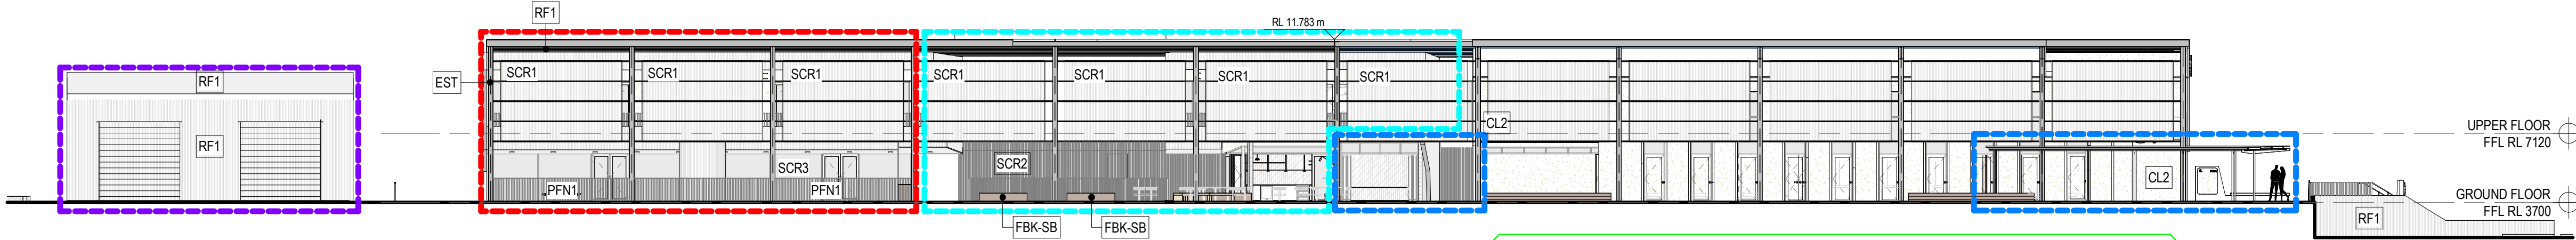 RF1
RL 11.783 m
RF1
EST
SCR1
SCR1
SCR1
SCR1
SCR1
SCR1
SCR1
RF1
CL2
UPPER FLOOR
FFL RL 7120
SCR2
SCR3
PFN1
PFN1
CL2
GROUND FLOOR
FFL RL 3700
FBK-SB
FBK-SB
RF1